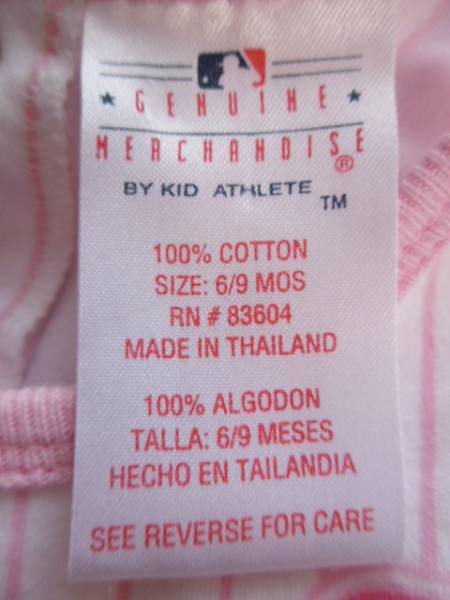 ★ GENUINE ★
MERCHANDISE®
BY KID ATHLETE ™
100% COTTON
SIZE: 6/9 MOS
RN # 83604
MADE IN THAILAND
100% ALGODON
TALLA: 6/9 MESES
HECHO EN TAILANDIA
SEE REVERSE FOR CARE